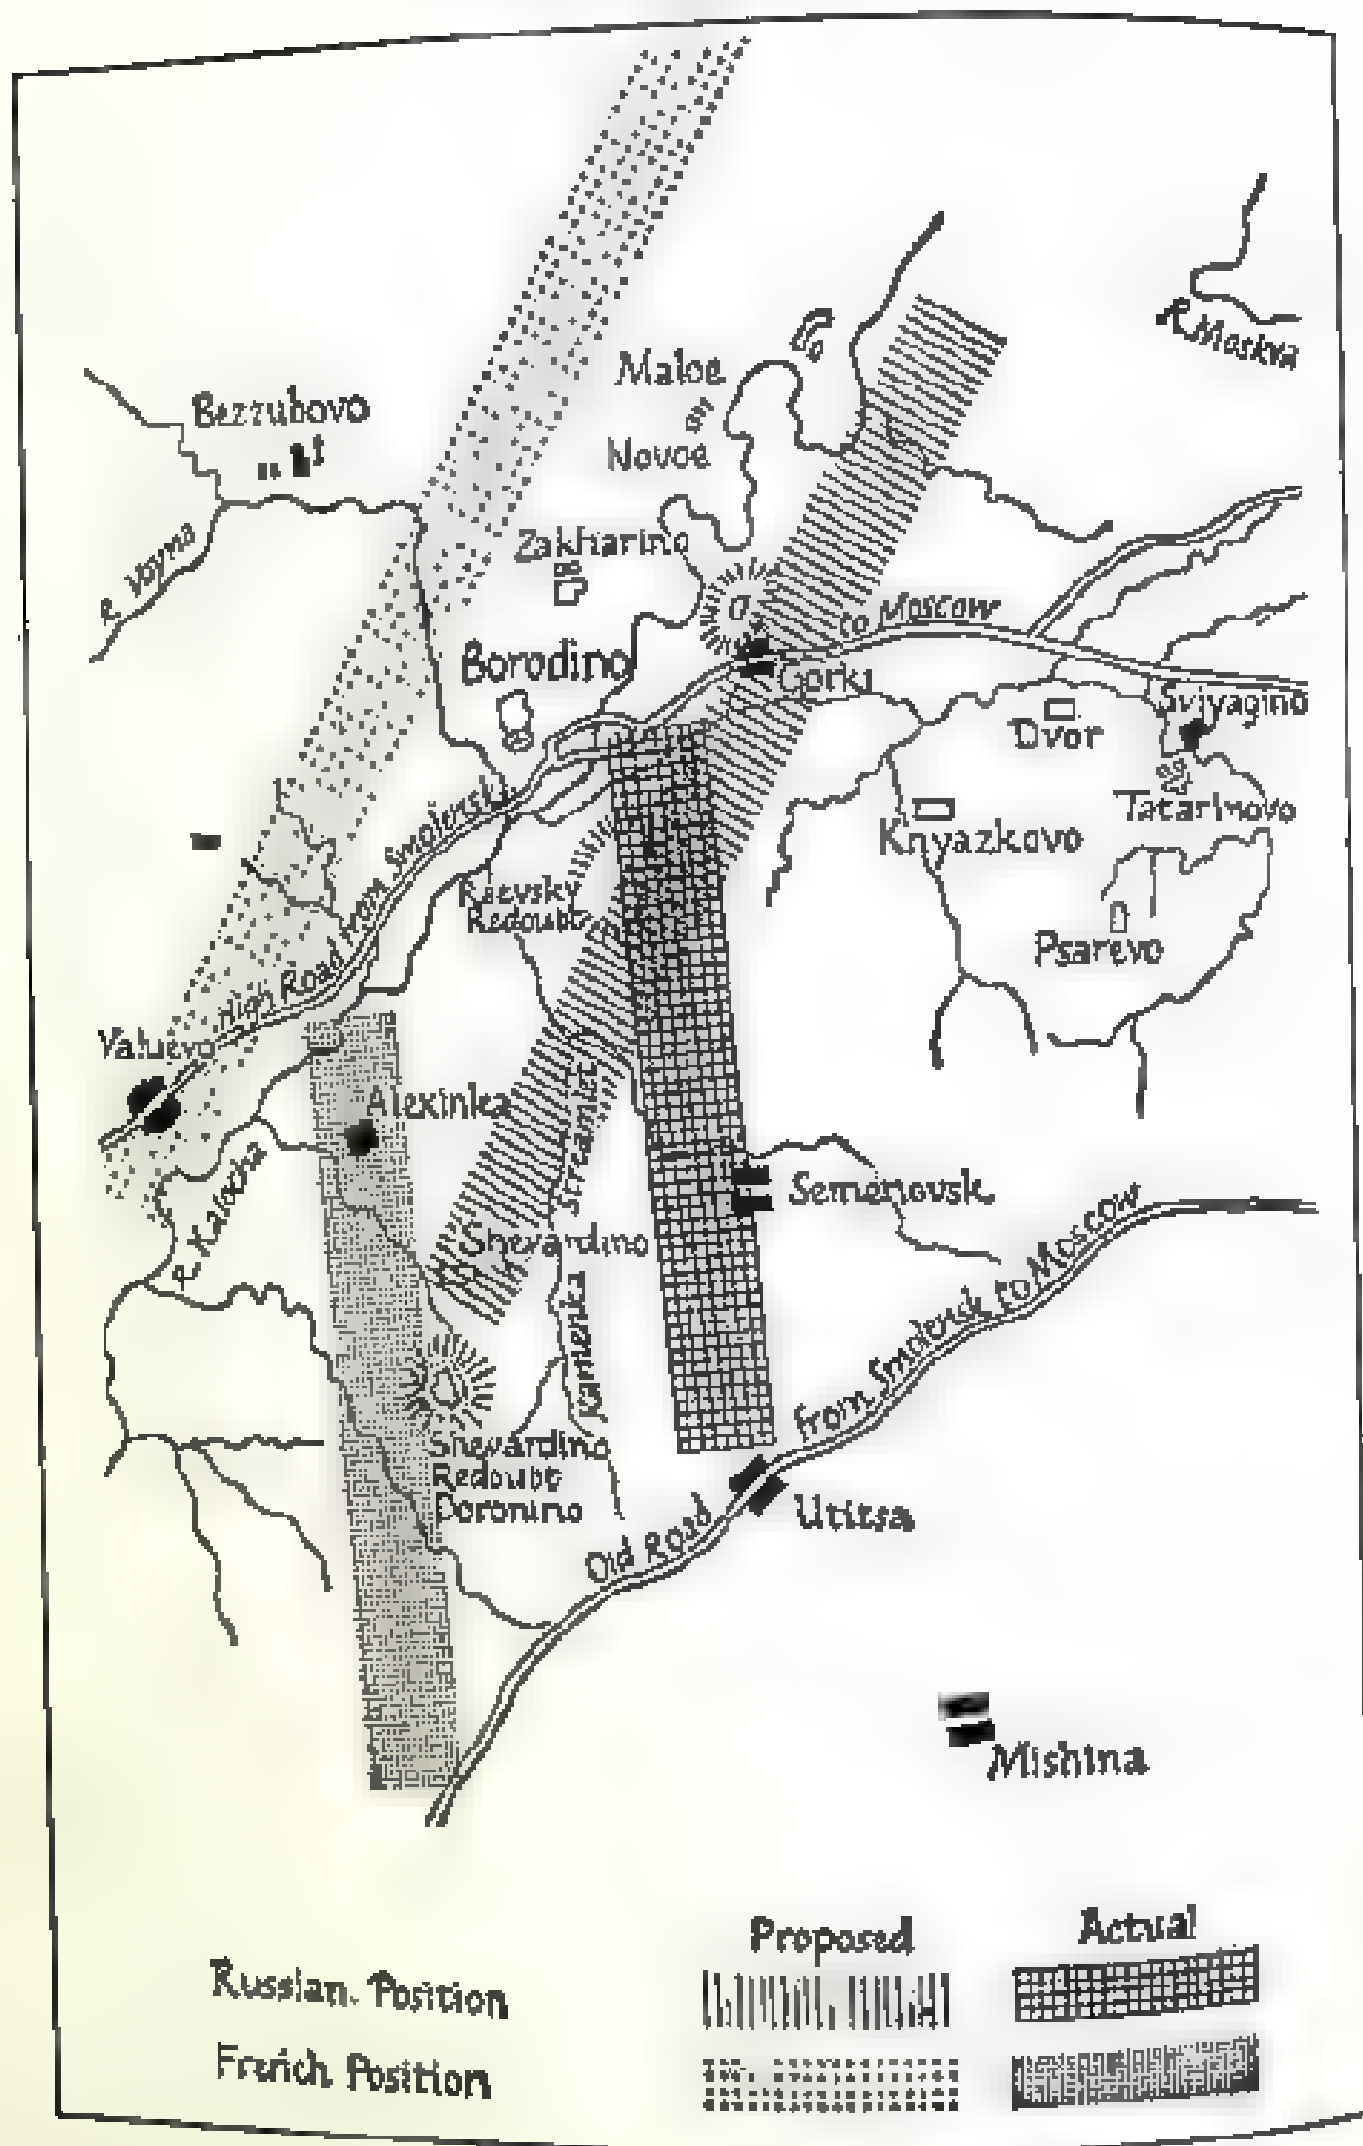 R. Moskva
Maloe
Novoe
Bezzubovo
R. Voyna
Zakharino
to Moscow
Borodino
Gorki
Svivagino
Dvor
Tatarinovo
Knyazkovo
High Road from Smolensk
Raevsky
Redoubt
Psarevo
Valuevo
Alexinka
Streamlet
Semenovsk
R. Kalocha
Shevardino
Kamenka
Old Road from Smolensk to Moscow
Shevardino
Redoubt
Doronino
Utitsa
Mishina
Proposed
Actual
Russian. Position
French Position